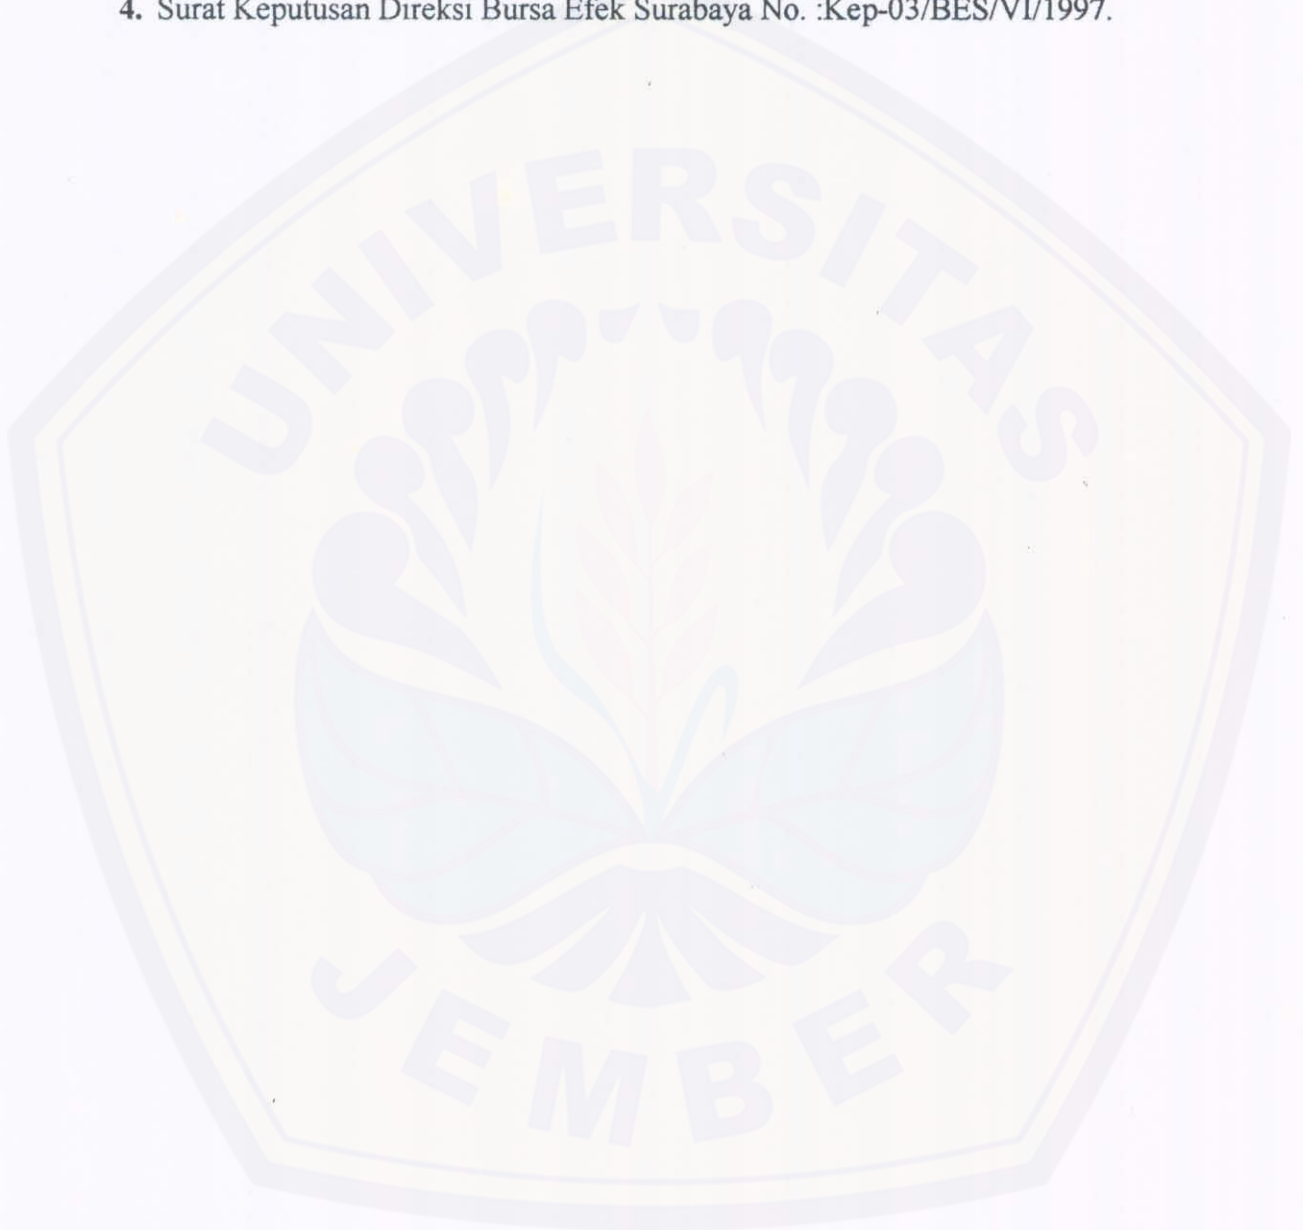 4. Surat Keputusan Direksi Bursa Efek Surabaya No. :Kep-03/BES/VI/1997.
UNIVERSITAS
JEMBER